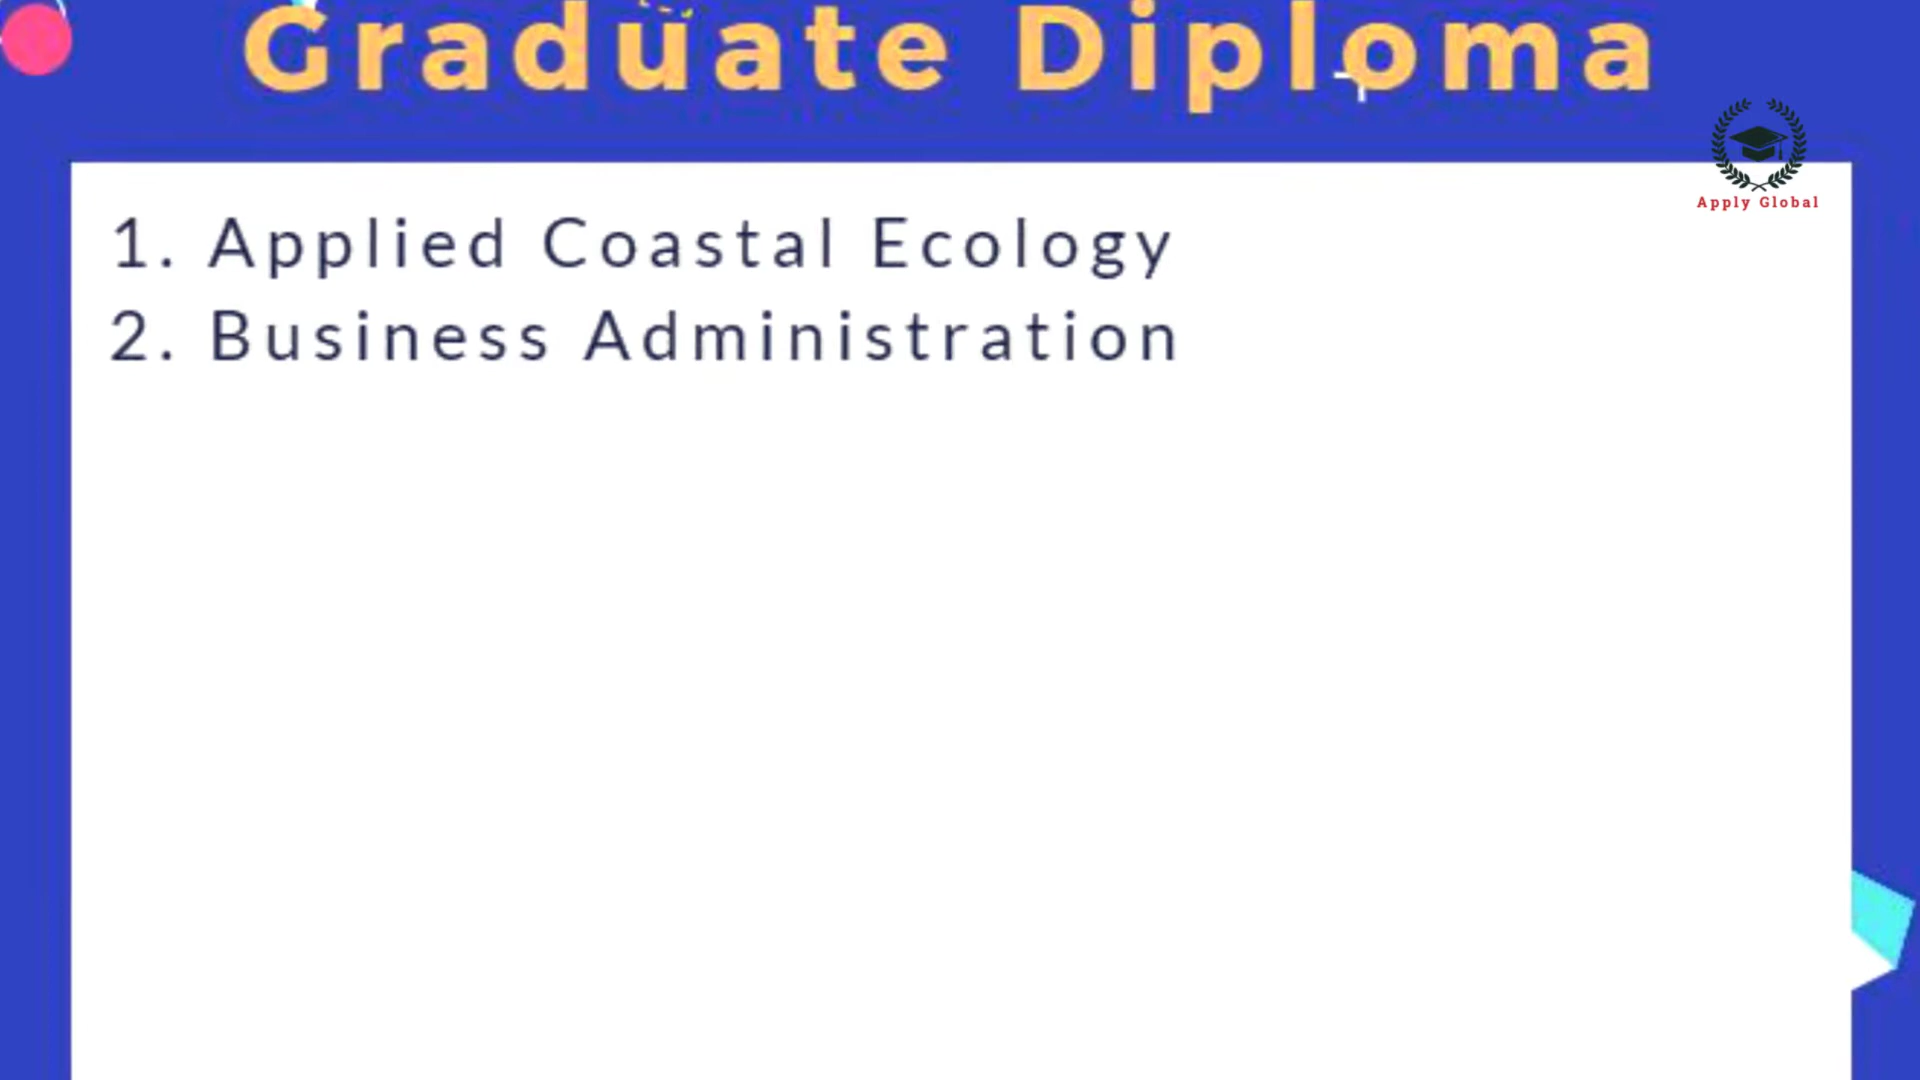 Graduate Diploma
Apply Global
1. Applied Coastal Ecology
2. Business Administration